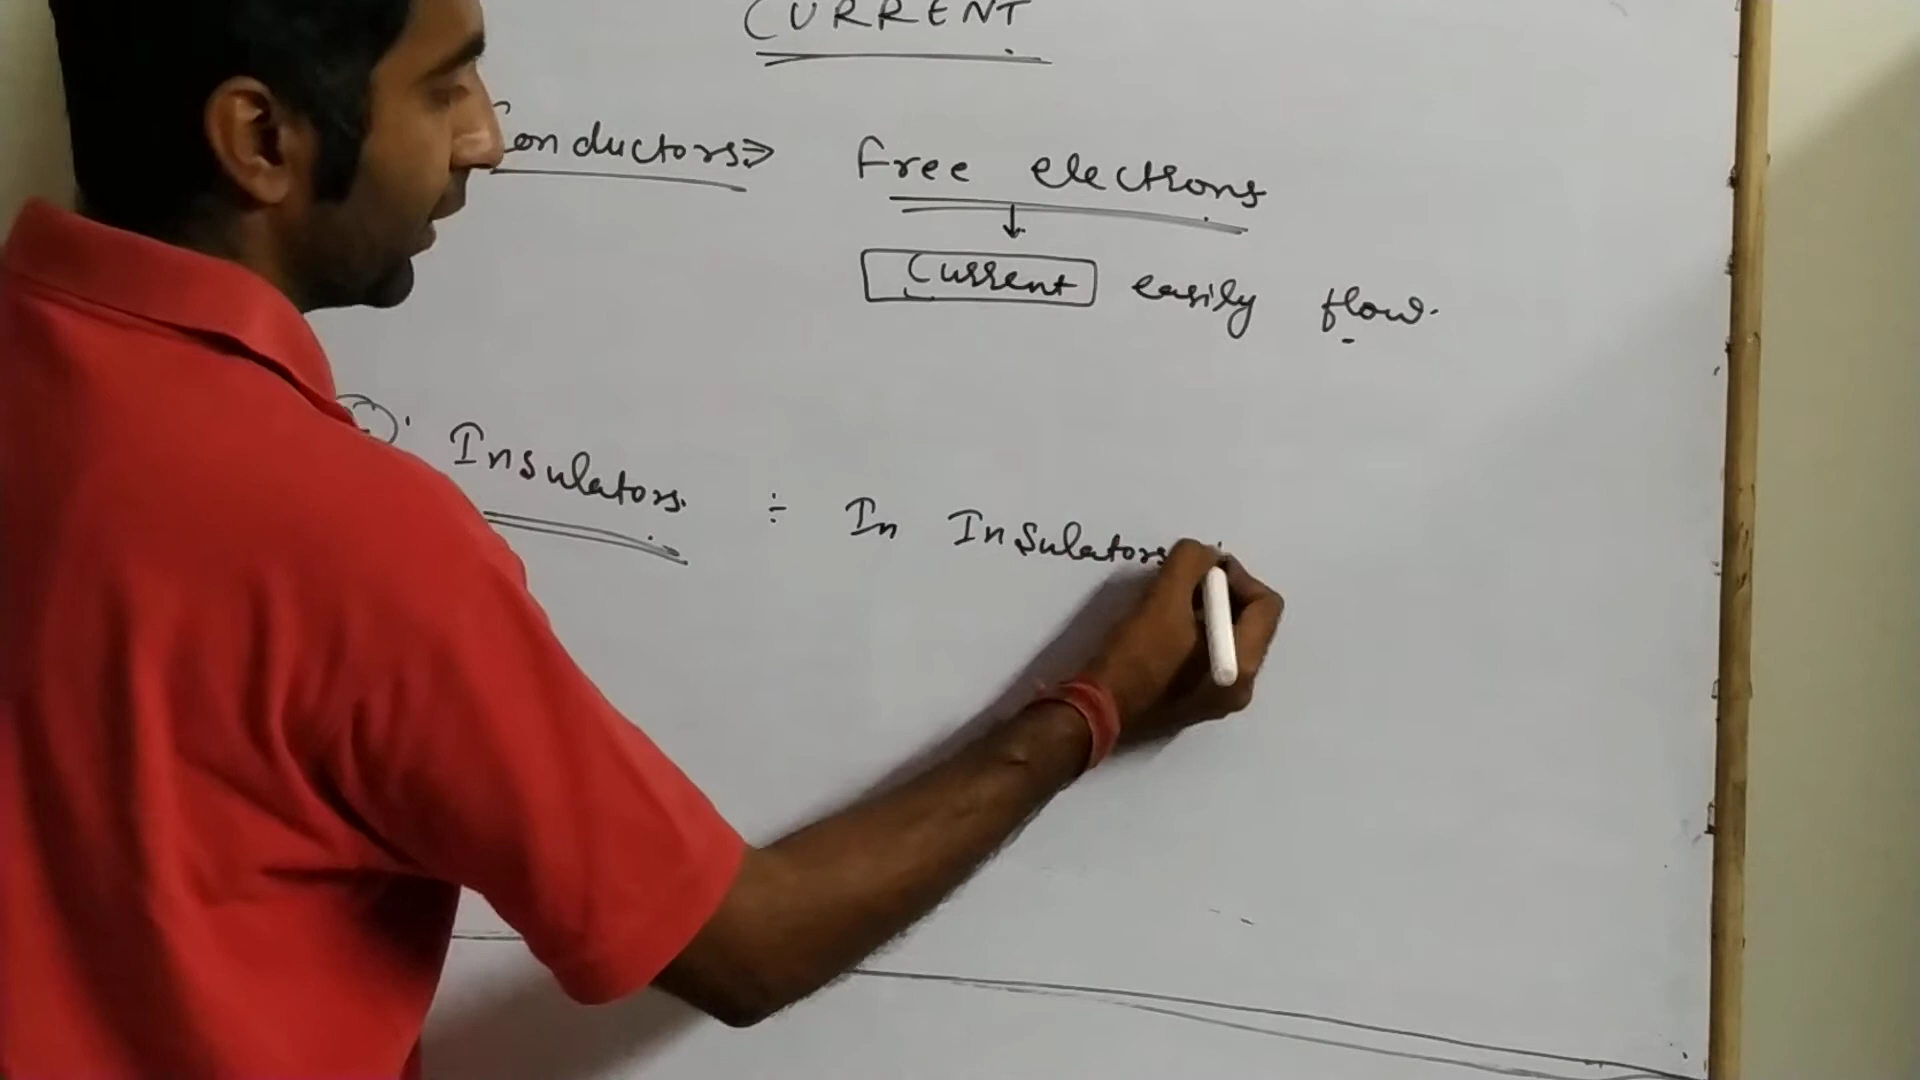 CURRENT
Conductors ⇒ free electrons
↓
Current easily flow.
Insulators ÷ In Insulators